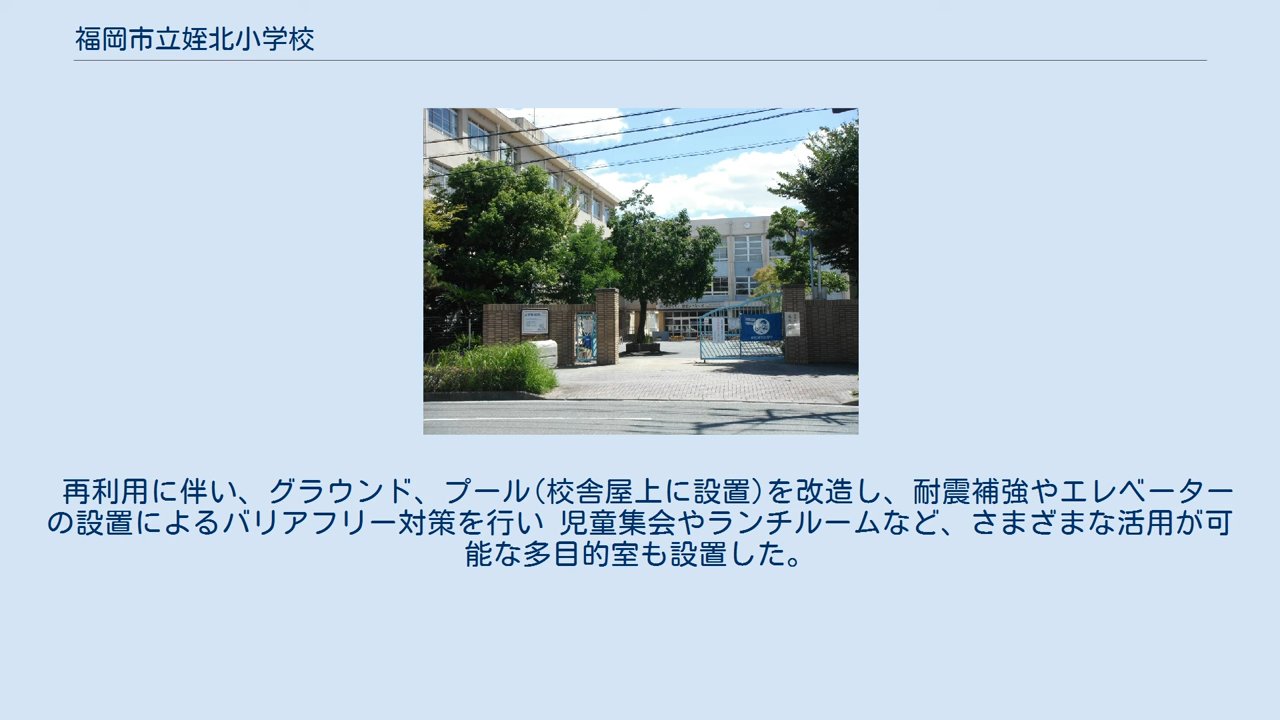 福岡市立姪北小学校
再利用に伴い、グラウンド、プール(校舎屋上に設置)を改造し、耐震補強やエレベーター
の設置によるバリアフリー対策を行い 児童集会やランチルームなど、さまざまな活用が可
能な多目的室も設置した。